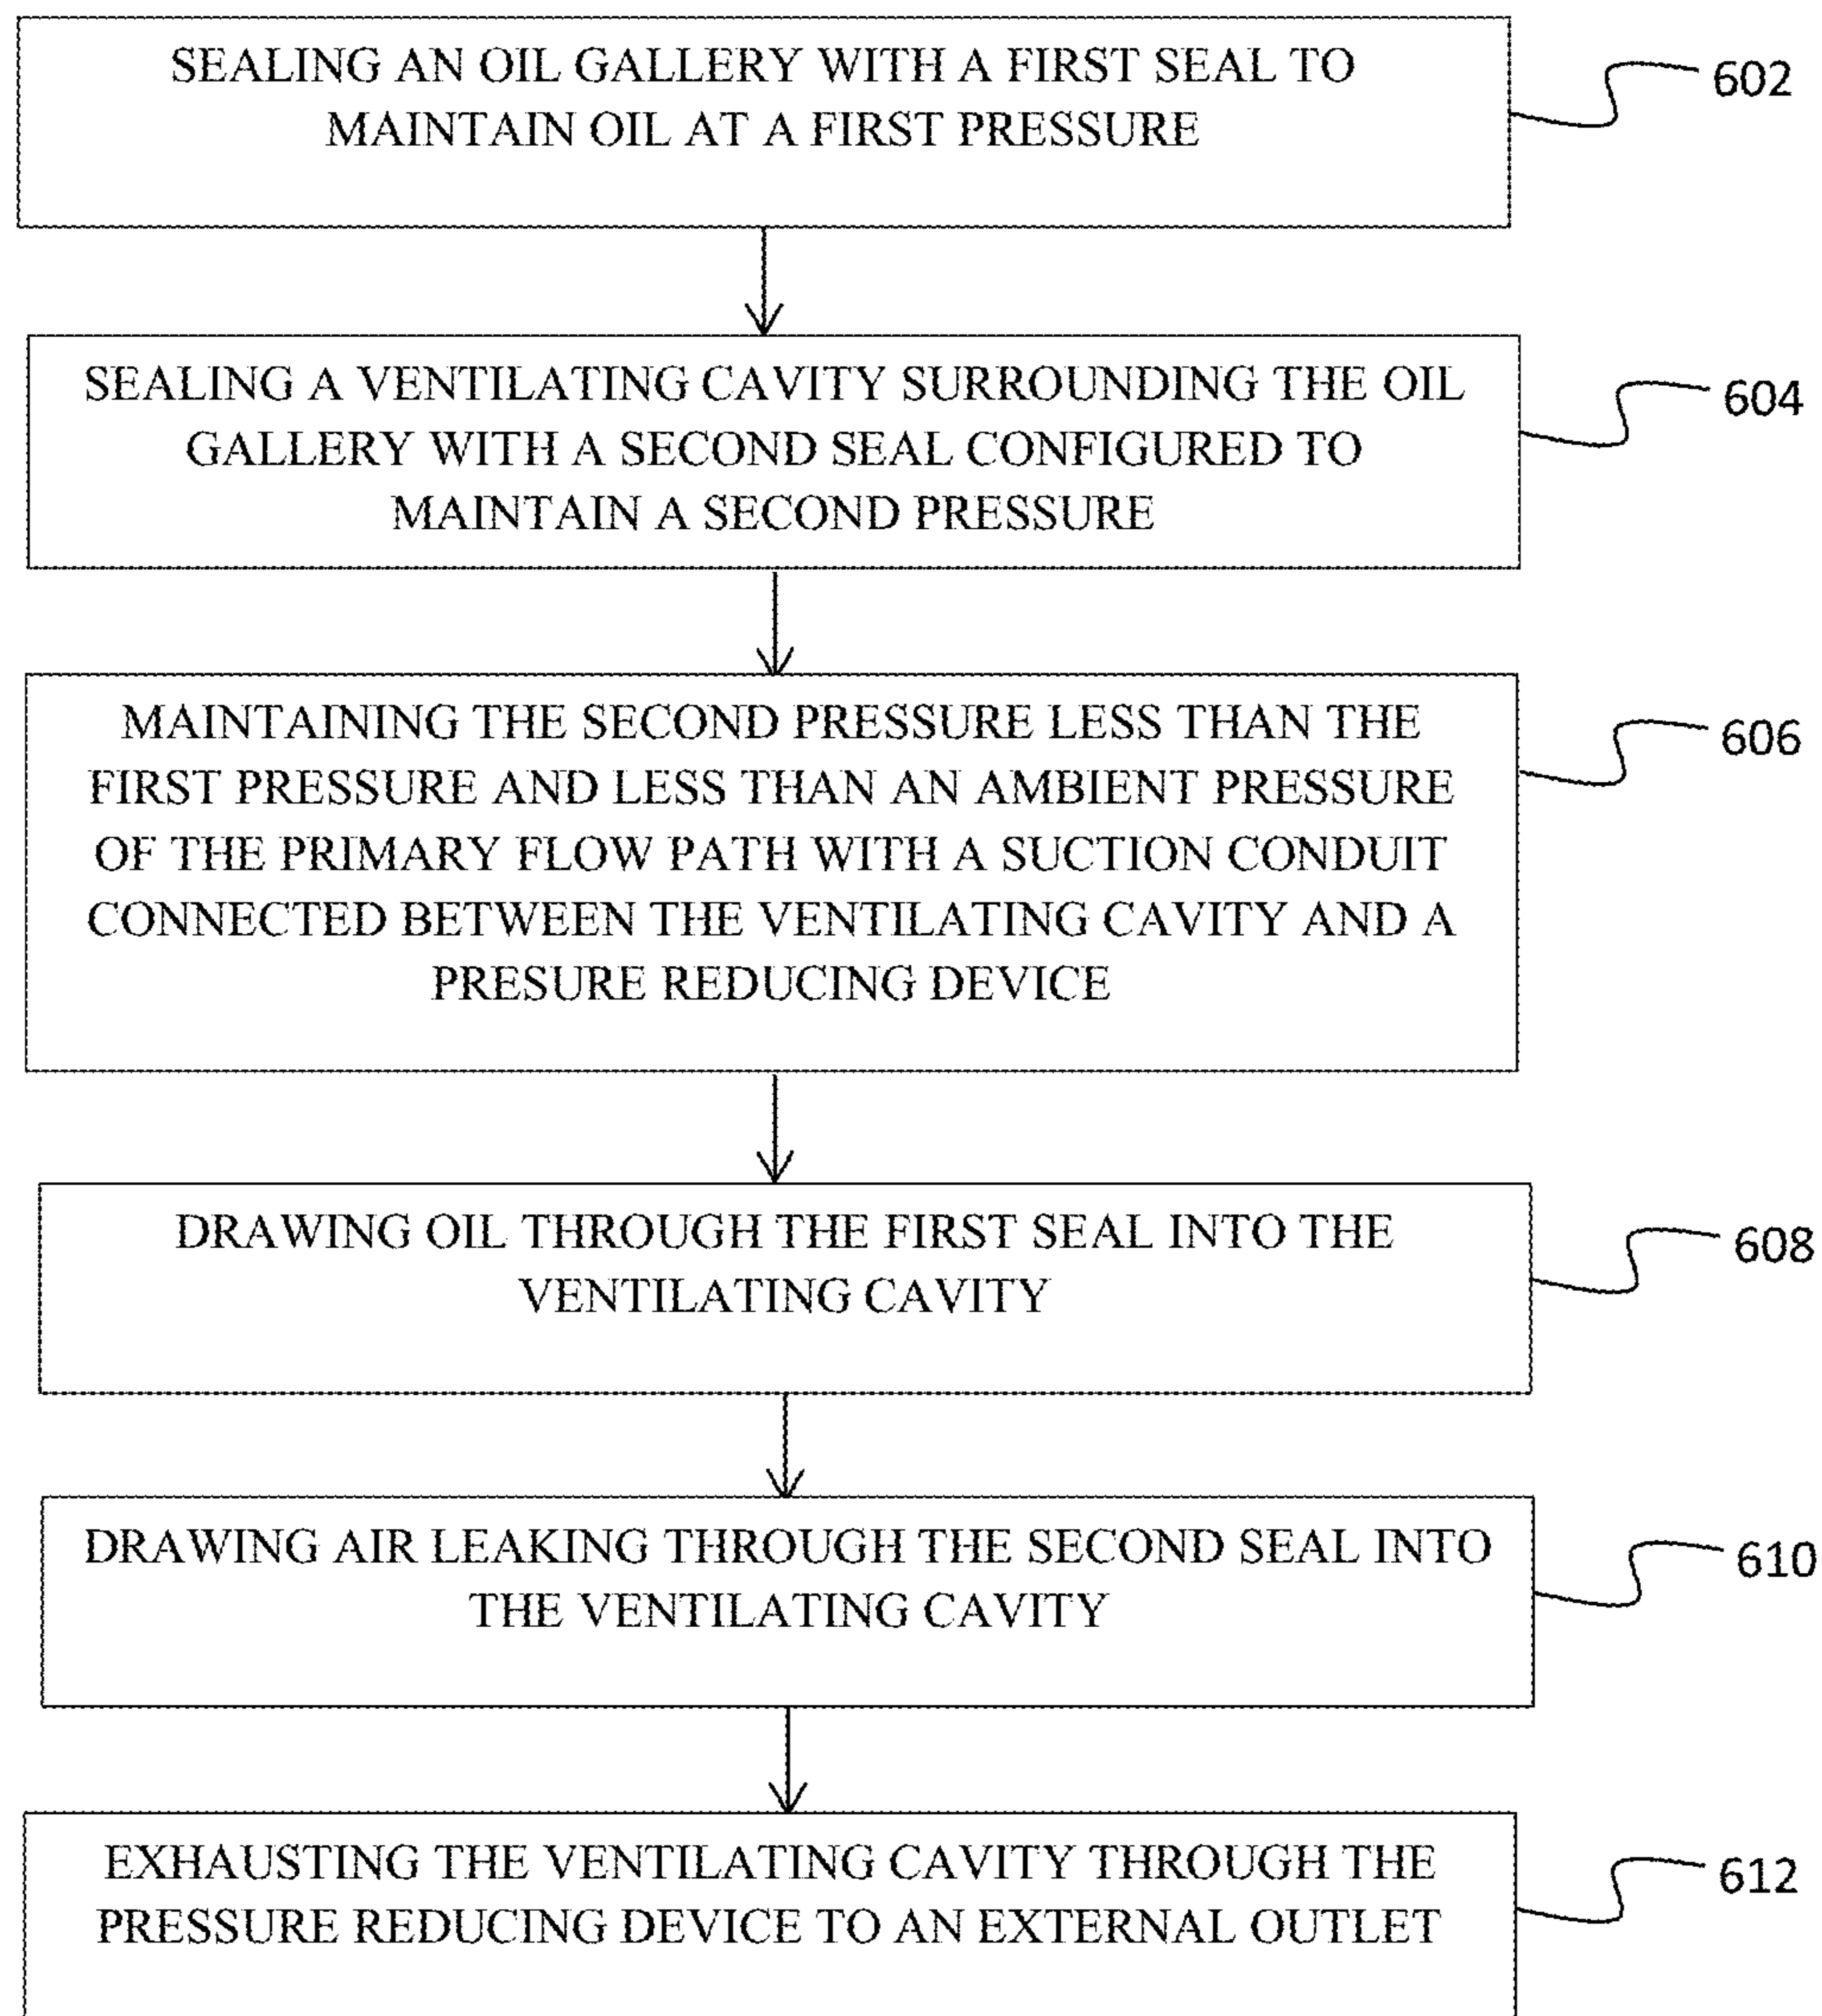 SEALING AN OIL GALLERY WITH A FIRST SEAL TO
MAINTAIN OIL AT A FIRST PRESSURE
602
SEALING A VENTILATING CAVITY SURROUNDING THE OIL
GALLERY WITH A SECOND SEAL CONFIGURED TO
MAINTAIN A SECOND PRESSURE
604
MAINTAINING THE SECOND PRESSURE LESS THAN THE
FIRST PRESSURE AND LESS THAN AN AMBIENT PRESSURE
OF THE PRIMARY FLOW PATH WITH A SUCTION CONDUIT
CONNECTED BETWEEN THE VENTILATING CAVITY AND A
PRESURE REDUCING DEVICE
606
DRAWING OIL THROUGH THE FIRST SEAL INTO THE
VENTILATING CAVITY
608
DRAWING AIR LEAKING THROUGH THE SECOND SEAL INTO
THE VENTILATING CAVITY
610
EXHAUSTING THE VENTILATING CAVITY THROUGH THE
PRESSURE REDUCING DEVICE TO AN EXTERNAL OUTLET
612